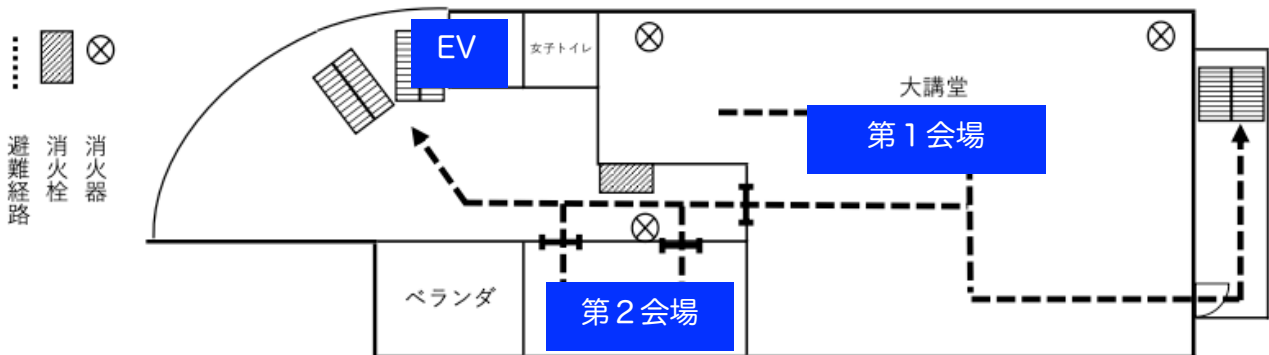 避難経路
消火栓
消火器
EV
女子トイレ
大講堂
第１会場
ベランダ
第２会場